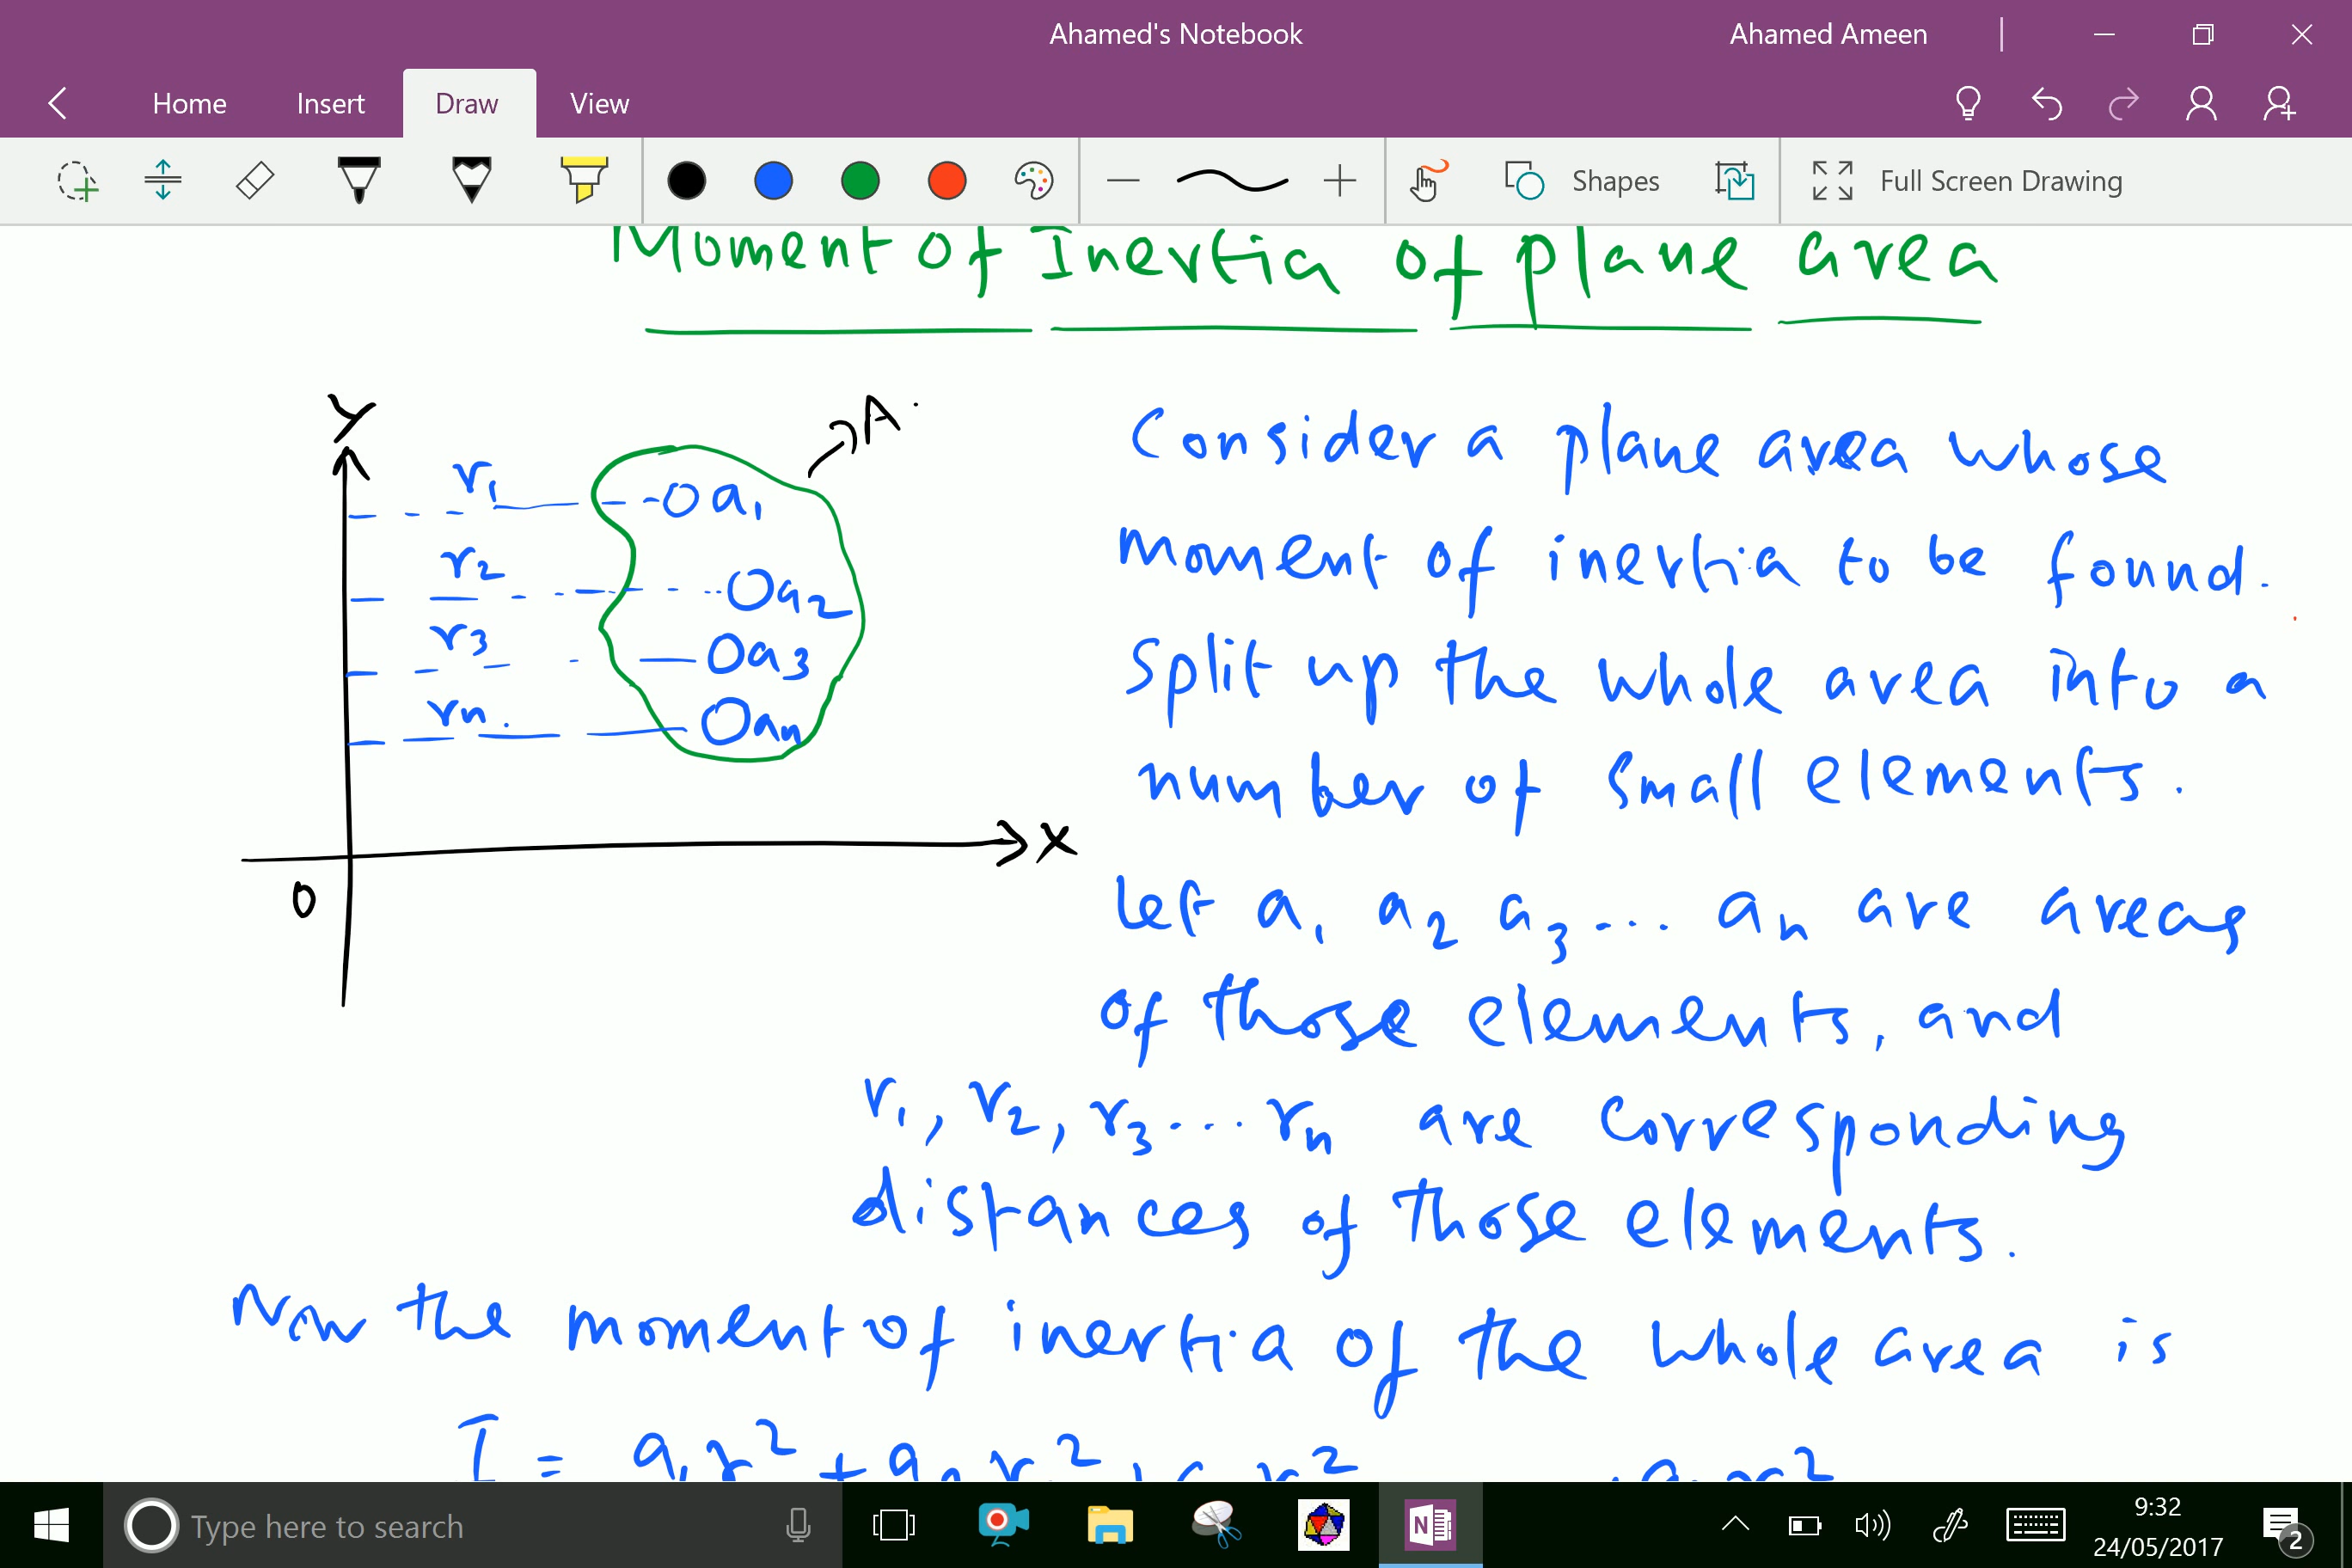 Ahamed's Notebook
Ahamed Ameen
Home Insert Draw View
Shapes
Full Screen Drawing
Moment of Inertia of plane area
Y
A.
r1 a1
r2 a2
r3 a3
rn. an
X
0
Consider a plane area whose
moment of inertia to be found.
Split up the whole area into a
number of small elements.
Let a1 a2 a3 ... an are areas
of those elements, and
r1, r2, r3 ... rn are corresponding
distances of those elements.
Now the moment of inertia of the whole area is
I = a1r²+
Type here to search
N
9:32
24/05/2017
2